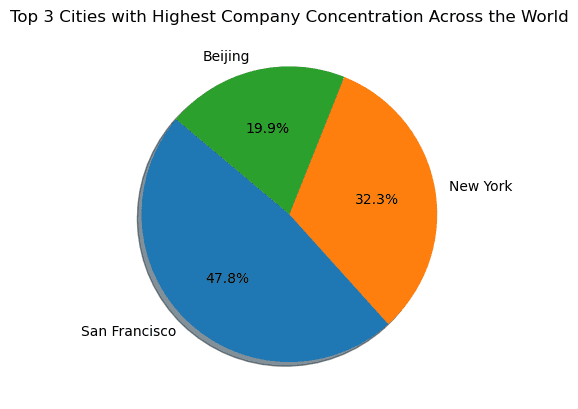 Top 3 Cities with Highest Company Concentration Across the World
Beijing
19.9%
New York
32.3%
47.8%
San Francisco